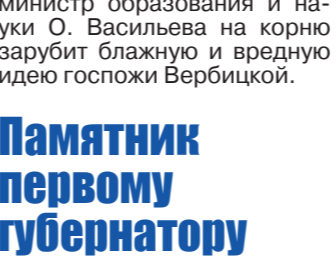 министр образования и на-
уки О. Васильева на корню
зарубит блажную и вредную
идею госпожи Вербицкой.
Памятник
первому
губернатору